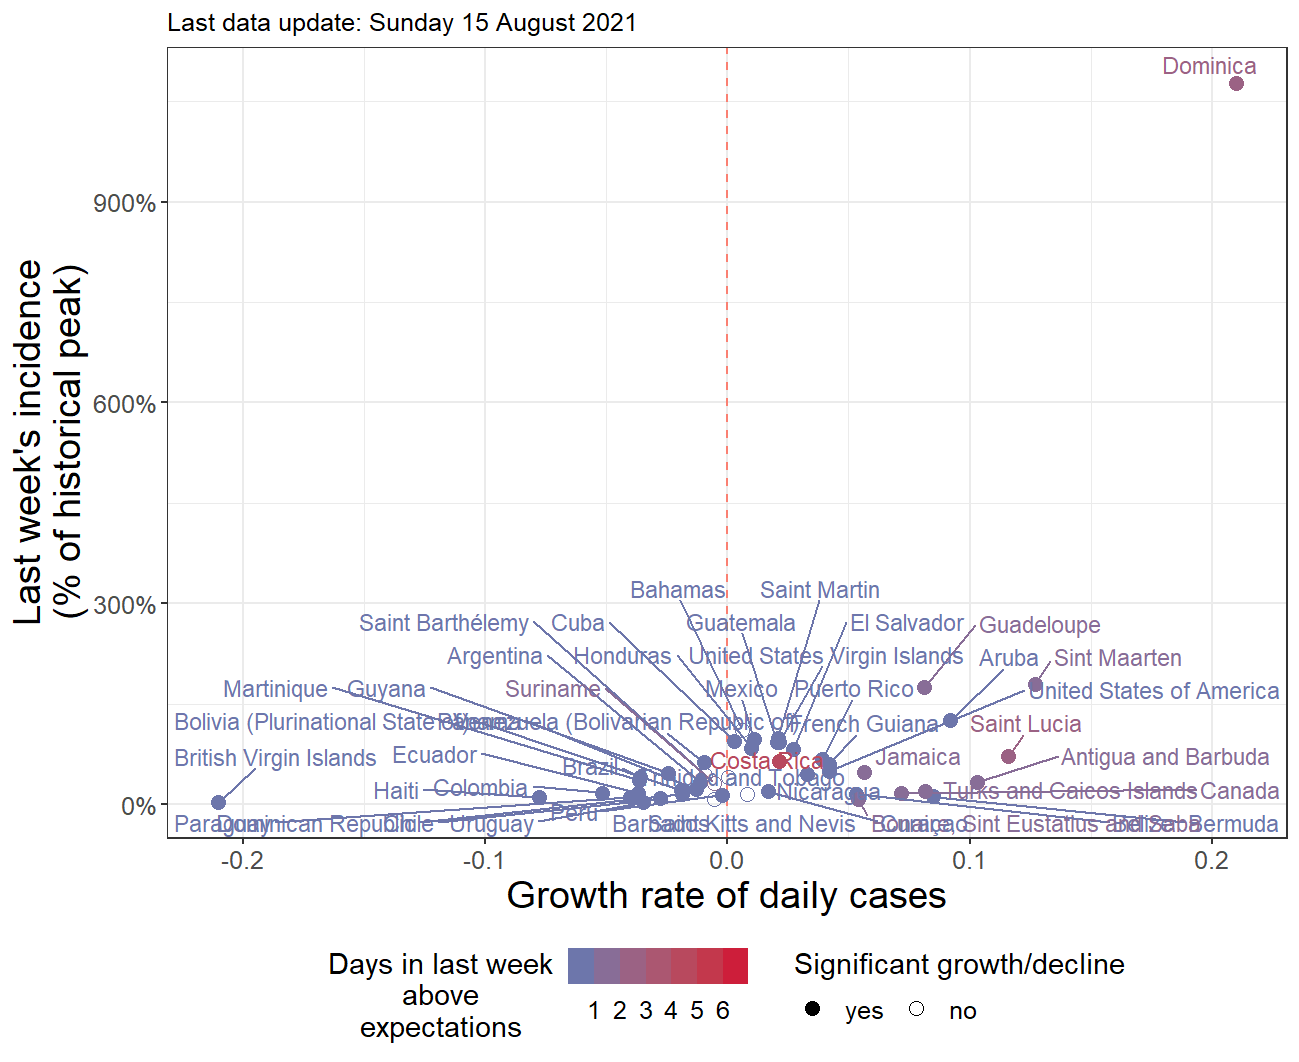 Last data update: Sunday 15 August 2021
Dominica
900%
600%
300%
0%
Last week's incidence
(% of historical peak)
Bahamas
Saint Martin
Saint Barthélemy
Cuba
Guatemala
El Salvador
Guadeloupe
Argentina
Honduras
United States Virgin Islands
Aruba
Sint Maarten
Martinique
Guyana
Suriname
Mexico
Puerto Rico
United States of America
Bolivia (Plurinational State of)
Venezuela (Bolivarian Republic of)
French Guiana
Saint Lucia
British Virgin Islands
Ecuador
Brazil
Costa Rica
Jamaica
Antigua and Barbuda
Trinidad and Tobago
Haiti
Colombia
Nicaragua
Turks and Caicos Islands
Canada
Peru
Paraguay
Dominican Republic
Chile
Uruguay
Barbados
Saint Kitts and Nevis
Bonaire, Sint Eustatius and Saba
Curaçao
Belize
Bermuda
-0.2
-0.1
0.0
0.1
0.2
Growth rate of daily cases
Days in last week
above
expectations
1 2 3 4 5 6
Significant growth/decline
yes
no